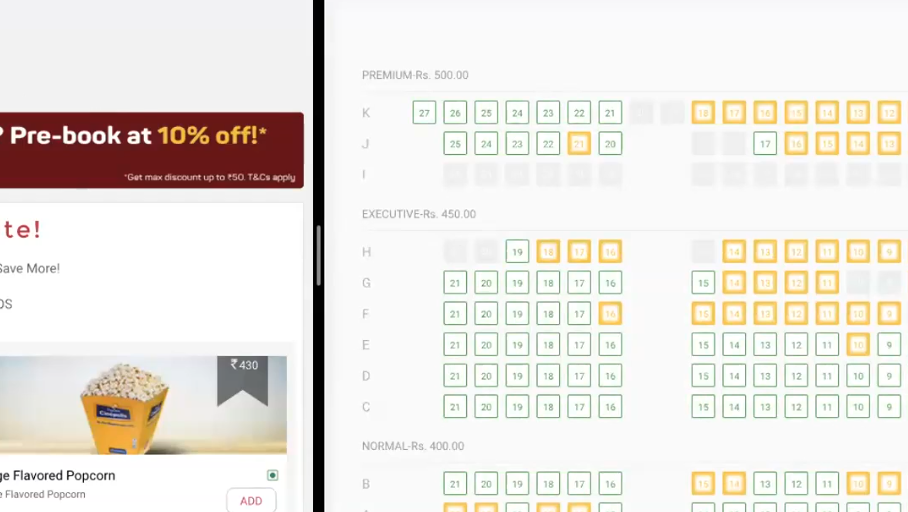 ? Pre-book at 10% off!*
*Get max discount up to ₹50. T&Cs apply
te!
Save More!
OS
₹430
Cinépolis
ge Flavored Popcorn
e Flavored Popcorn
ADD
PREMIUM-Rs. 500.00
K 27 26 25 24 23 22 21 18 17 16 15 14 13 12
J 25 24 23 22 21 20 17 16 15 14 13
I
EXECUTIVE-Rs. 450.00
H 19 18 17 16 14 13 12 11 10 9
G 21 20 19 18 17 16 15 14 13 12 11
F 21 20 19 18 17 16 15 14 13 12 11 10 9
E 21 20 19 18 17 16 15 14 13 12 11 10 9
D 21 20 19 18 17 16 15 14 13 12 11 10 9
C 21 20 19 18 17 16 15 14 13 12 11 10 9
NORMAL-Rs. 400.00
B 21 20 19 18 17 16 15 14 13 12 11 10 9